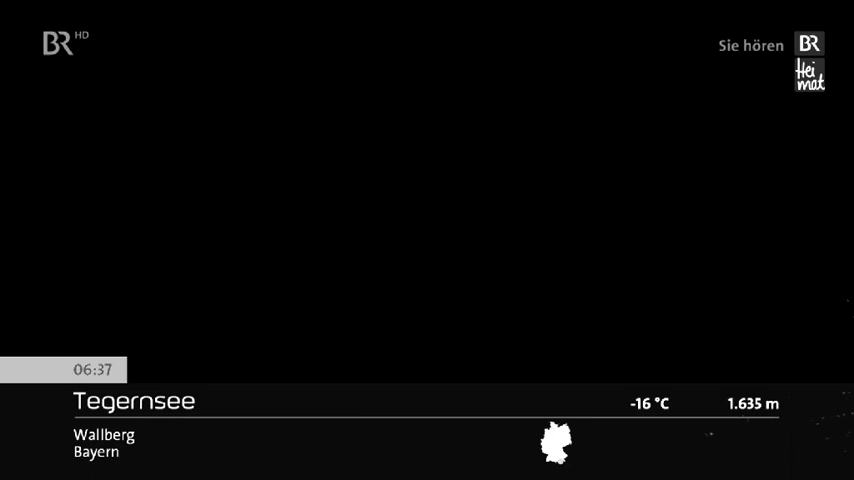 BR HD
Sie hören BR
Hei
mat
06:37
Tegernsee
-16 °C 1.635 m
Wallberg
Bayern